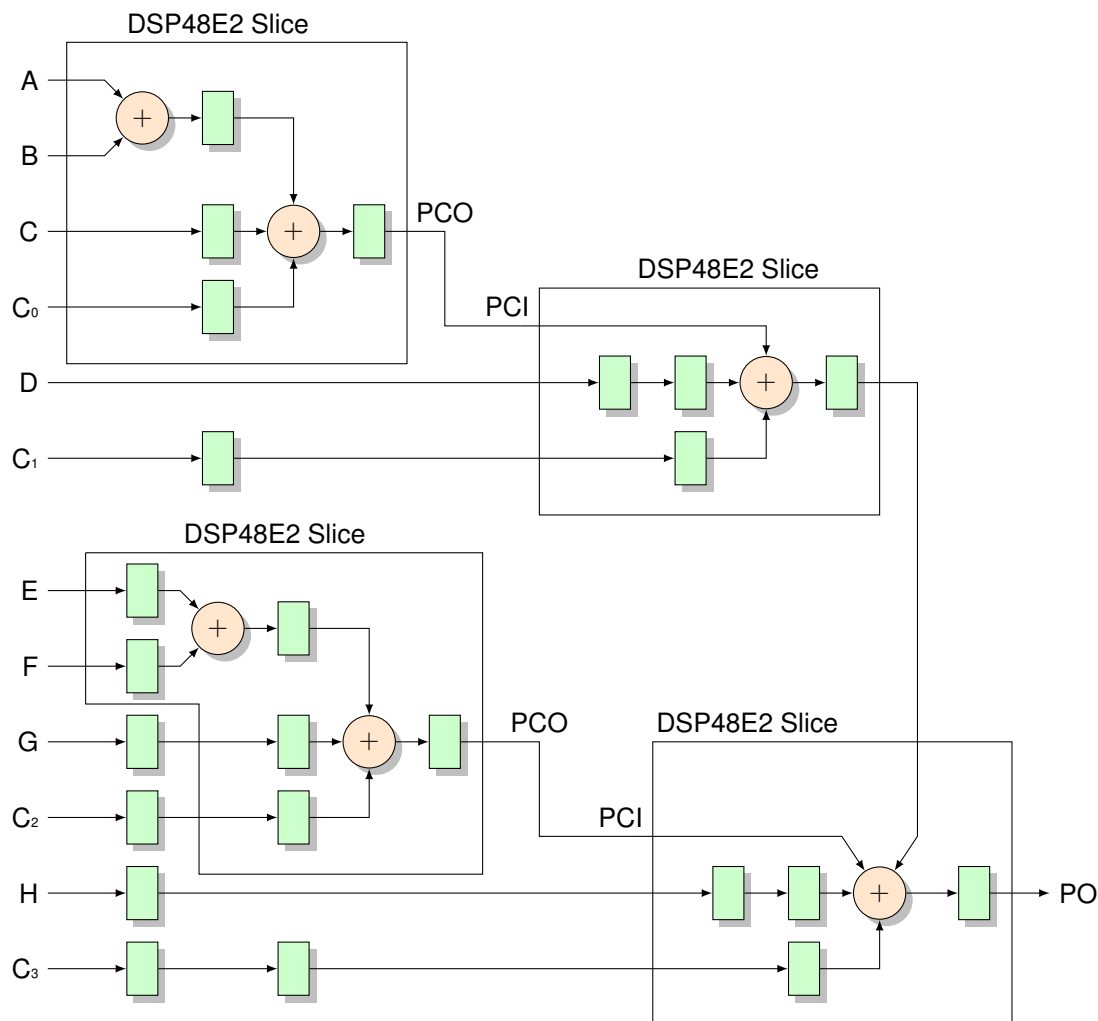 DSP48E2 Slice
A
+
B
PCO
C
+
C₀
DSP48E2 Slice
PCI
D
+
C₁
DSP48E2 Slice
E
+
F
G
+
PCO
DSP48E2 Slice
C₂
PCI
H
+
PO
C₃